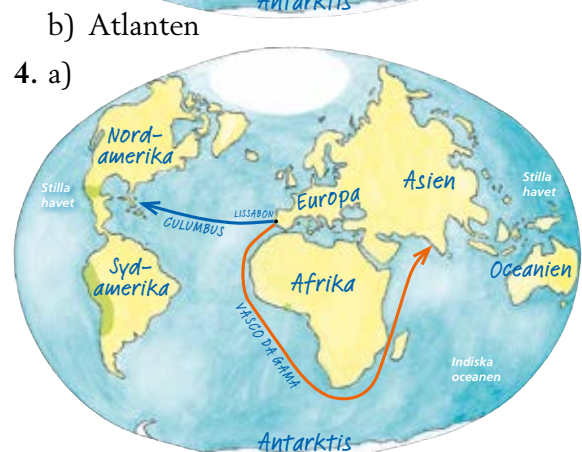 Antarktis
b) Atlanten
4. a)
Nord-
amerika
Stilla
havet
CULUMBUS
LISSABON
Europa
Asien
Stilla
havet
Syd-
amerika
Afrika
Oceanien
VASCO DA GAMA
Indiska
oceanen
Antarktis